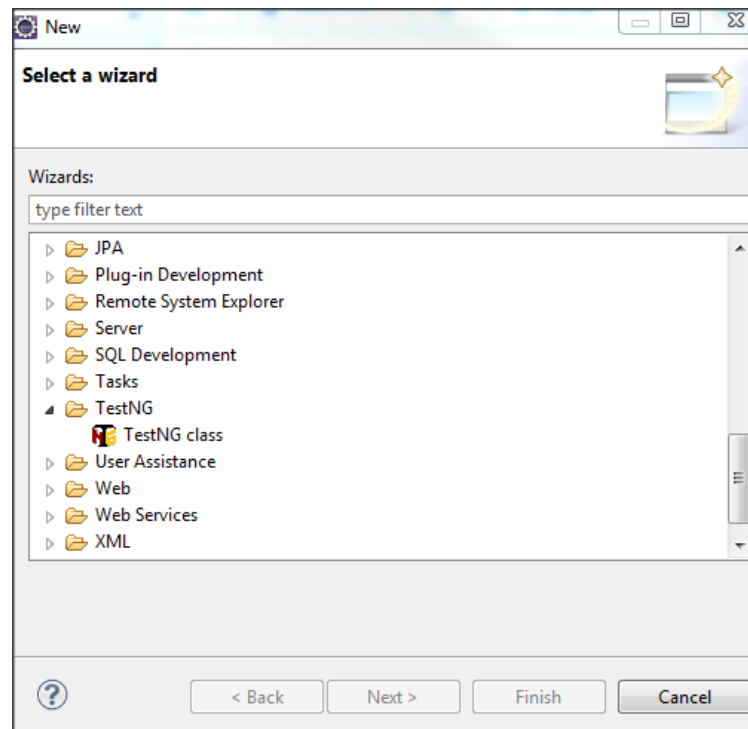 New
Select a wizard
Wizards:
type filter text
JPA
Plug-in Development
Remote System Explorer
Server
SQL Development
Tasks
TestNG
TestNG class
User Assistance
Web
Web Services
XML
? < Back Next > Finish Cancel